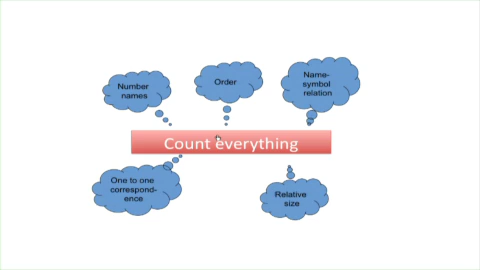 Number
names
Order
Name-
symbol
relation
Count everything
One to one
correspond-
ence
Relative
size